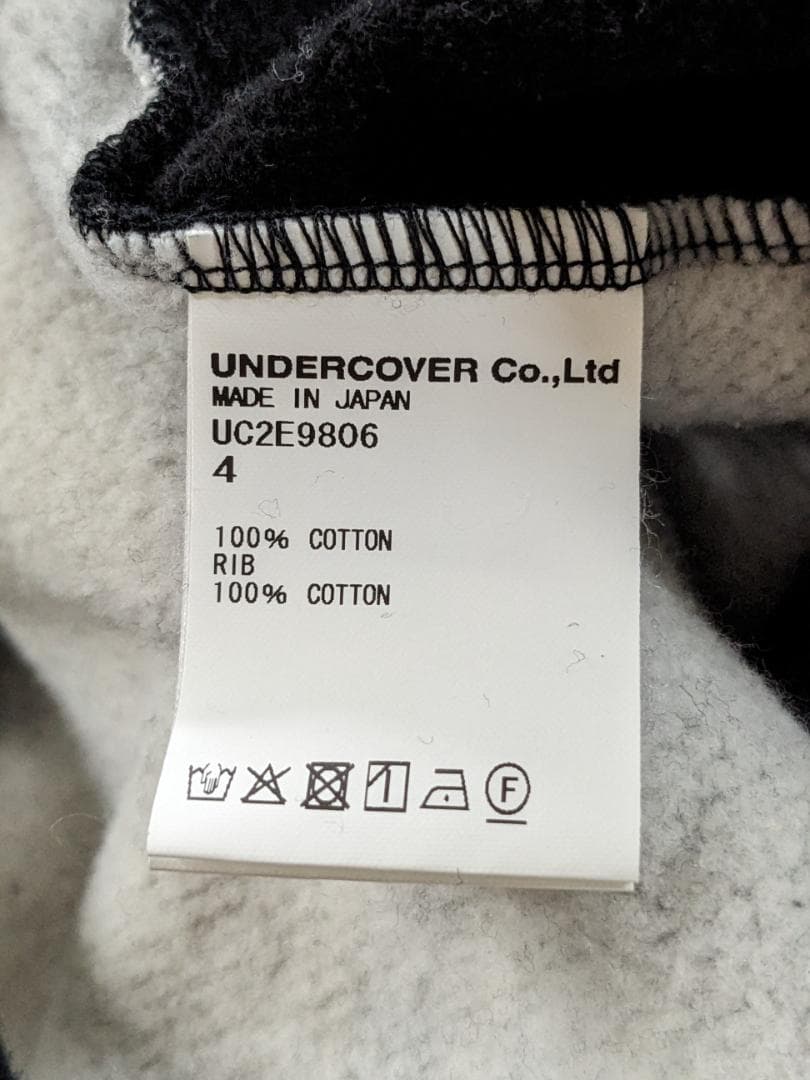 UNDERCOVER Co.,Ltd
MADE IN JAPAN
UC2E9806
4
100% COTTON
RIB
100% COTTON
F